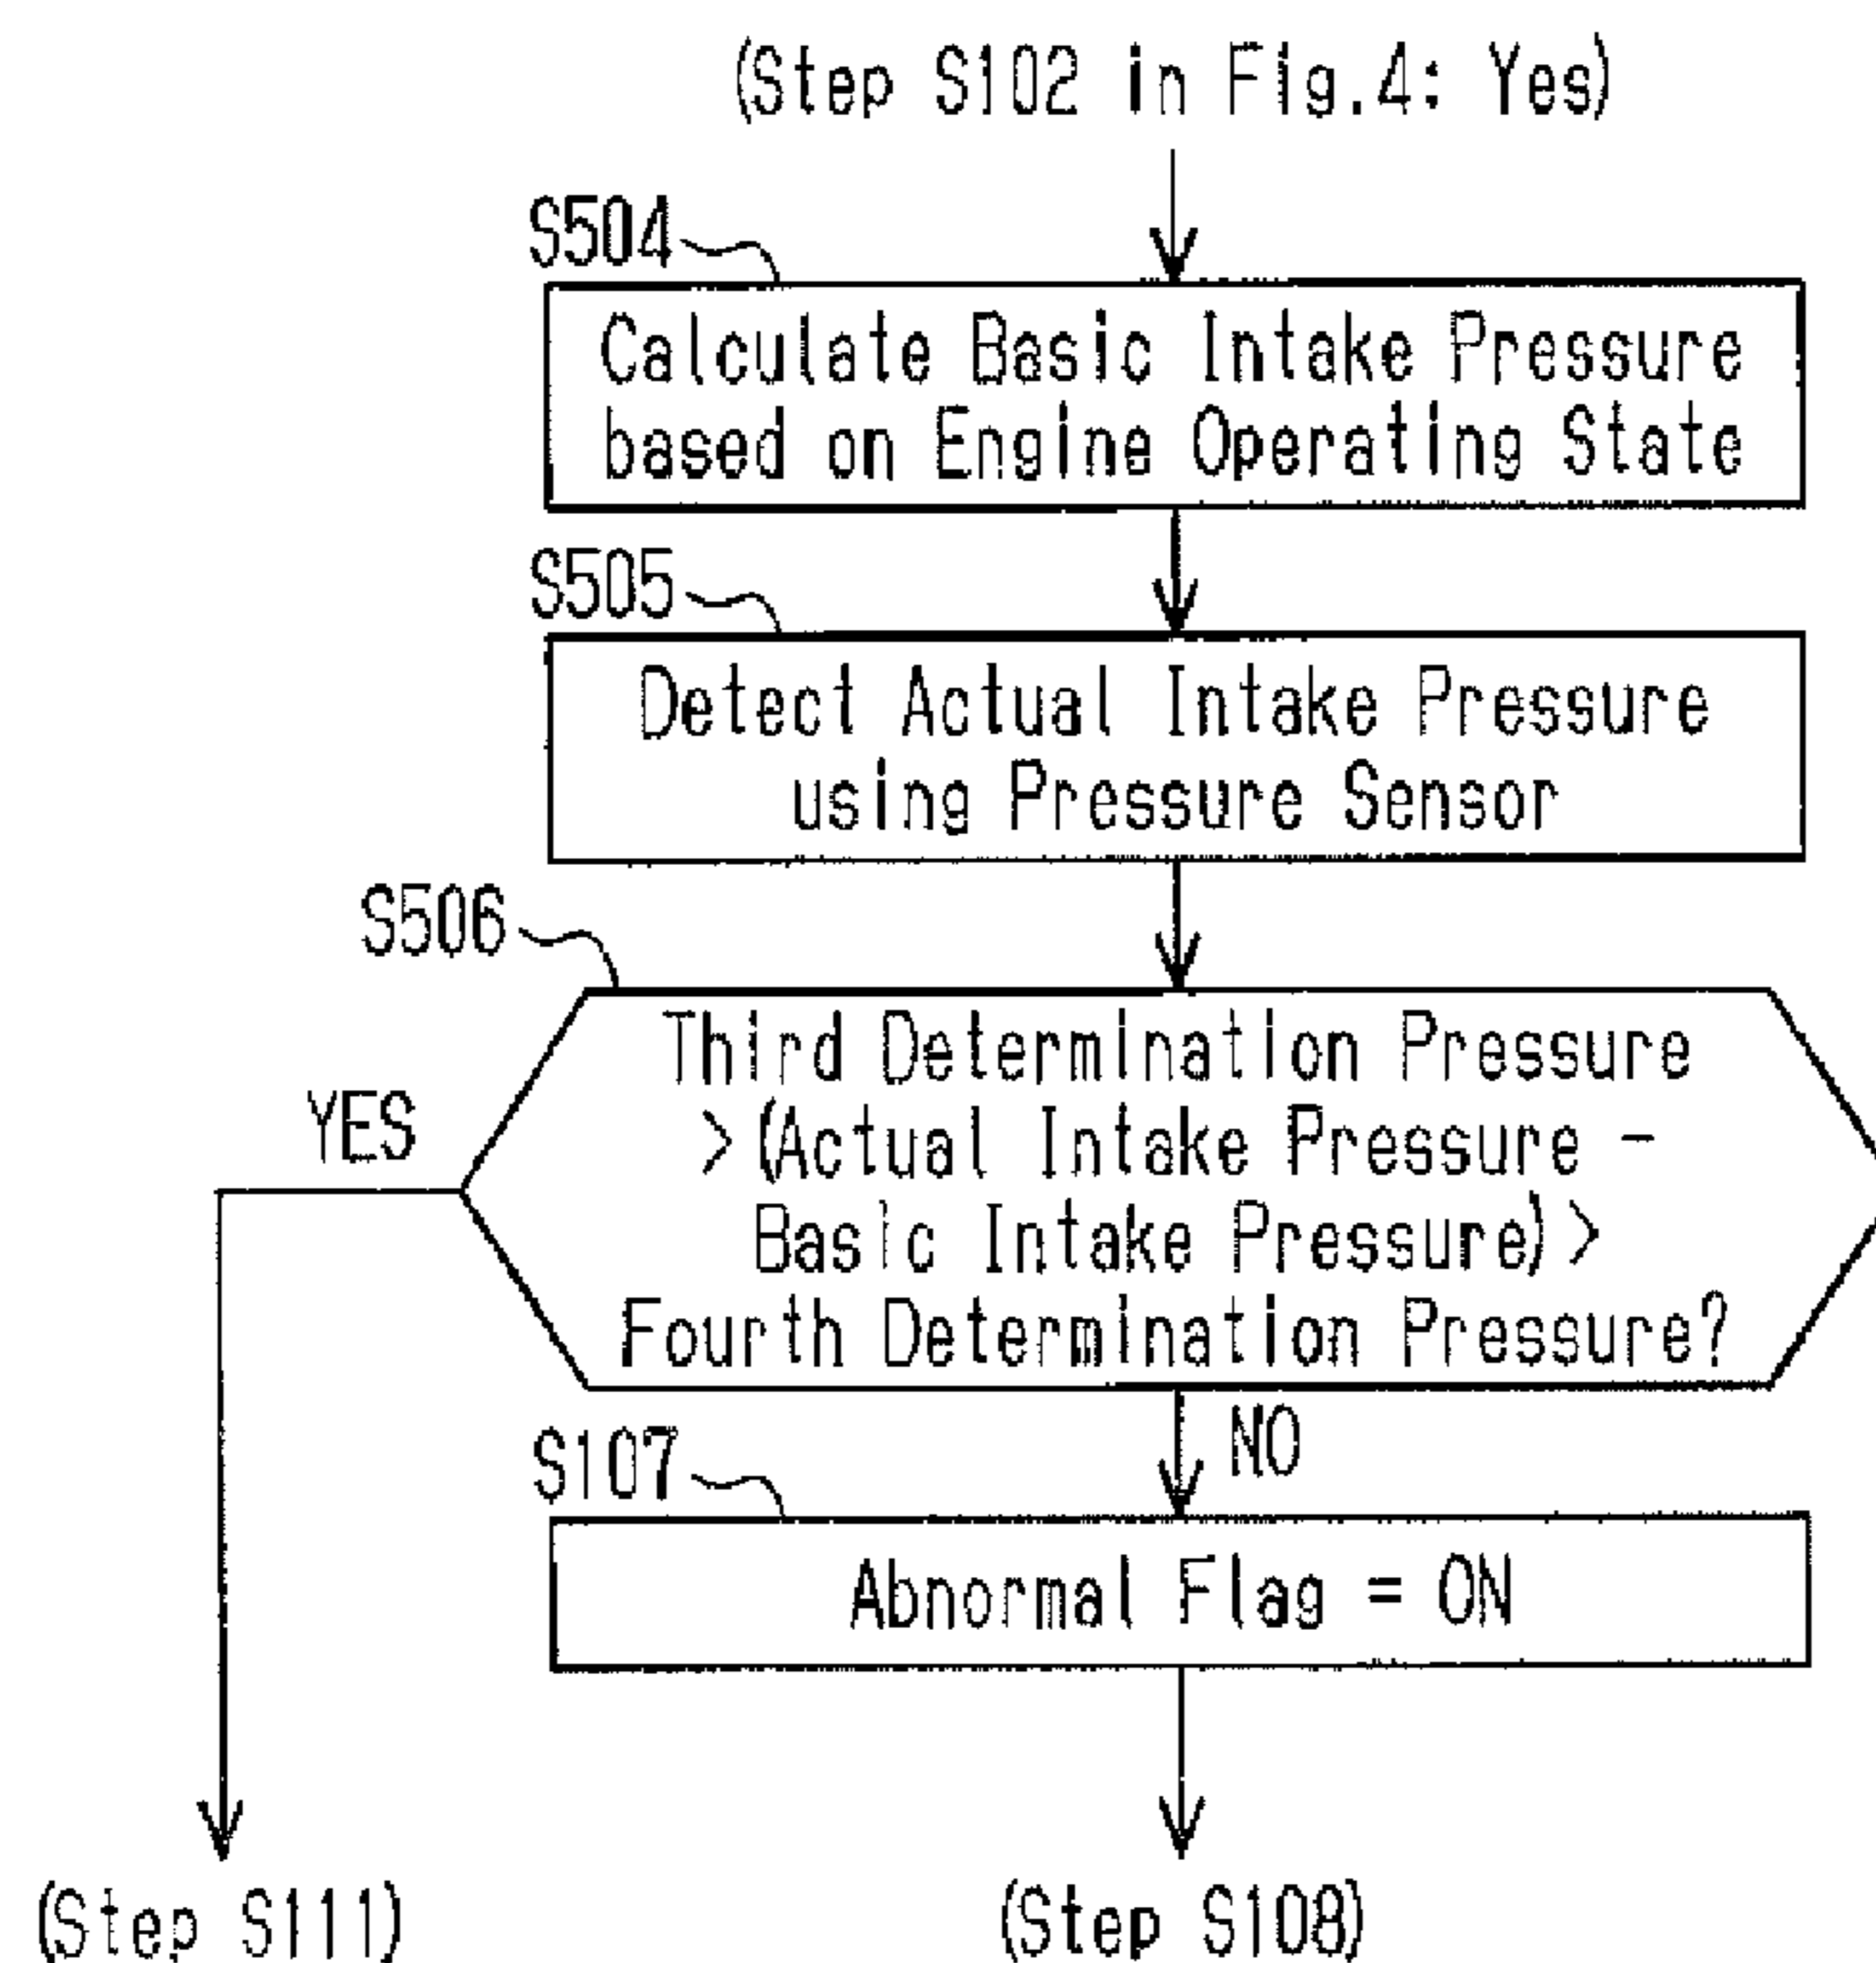 (Step S102 in Fig.4: Yes)
S504
Calculate Basic Intake Pressure
based on Engine Operating State
S505
Detect Actual Intake Pressure
using Pressure Sensor
S506
Third Determination Pressure
>(Actual Intake Pressure -
Basic Intake Pressure)>
Fourth Determination Pressure?
YES
NO
S107
Abnormal Flag = ON
(Step S111)
(Step S108)